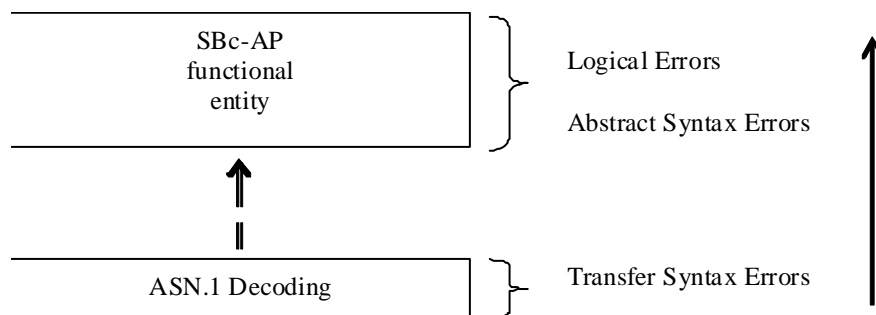 SBc-AP
functional
entity
Logical Errors
Abstract Syntax Errors
ASN.1 Decoding
Transfer Syntax Errors